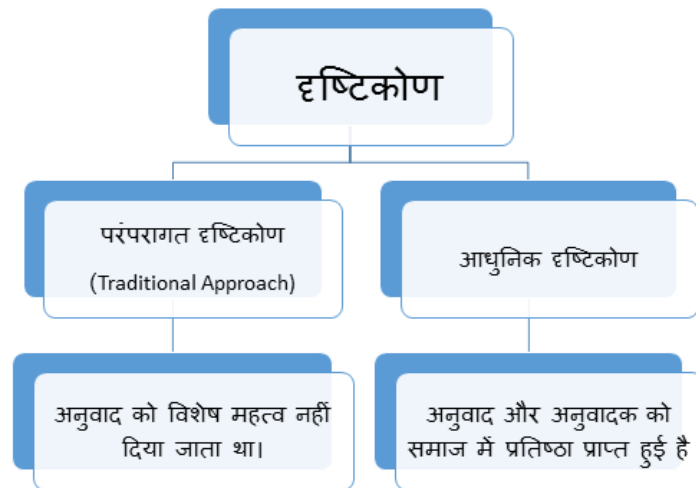 दृष्टिकोण
परंपरागत दृष्टिकोण
(Traditional Approach)
आधुनिक दृष्टिकोण
अनुवाद को विशेष महत्व नहीं
दिया जाता था।
अनुवाद और अनुवादक को
समाज में प्रतिष्ठा प्राप्त हुई है